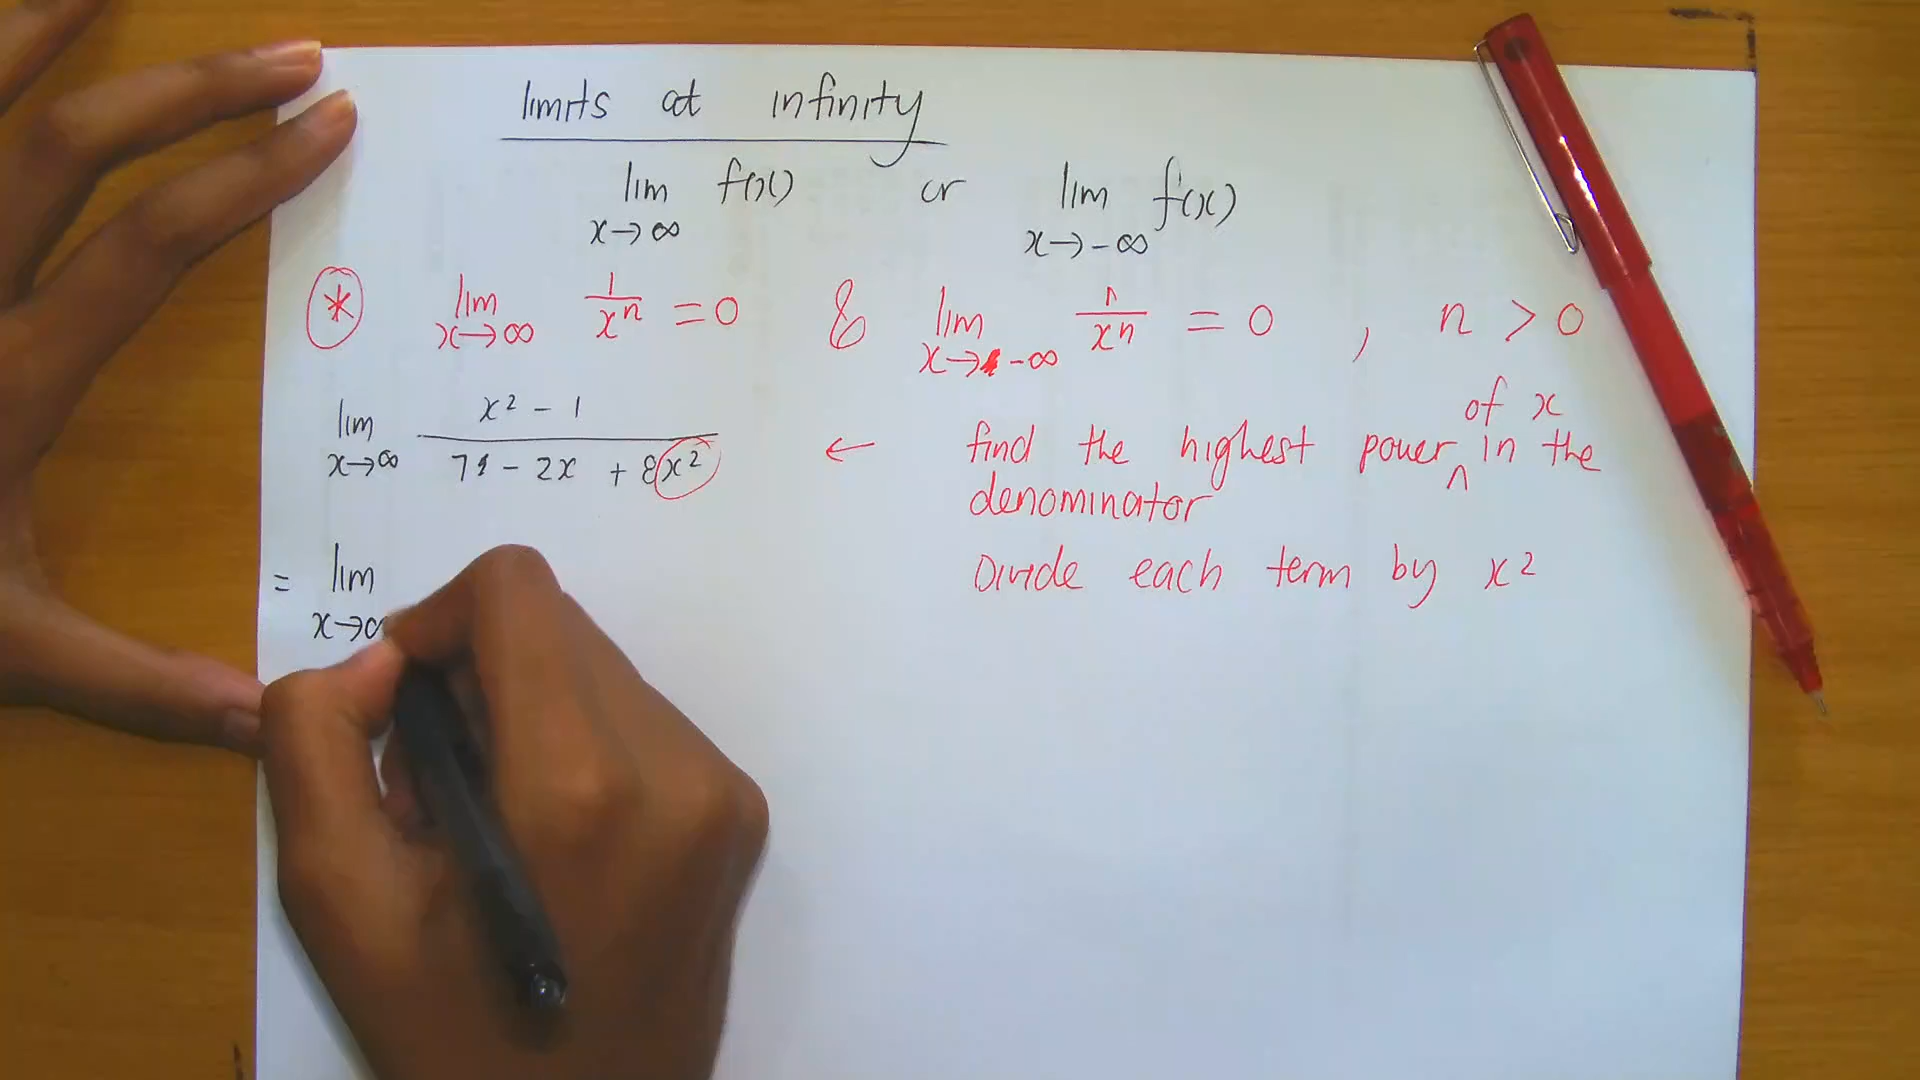 limits at infinity
lim f(x) or lim f(x)
x→∞ x→-∞
* lim 1/xⁿ = 0 & lim 1/xⁿ = 0 , n > 0
x→∞ x→-∞
lim x² - 1
x→∞ 7 - 2x + 8x²
← find the highest power of x in the
denominator
= lim
x→
Divide each term by x²